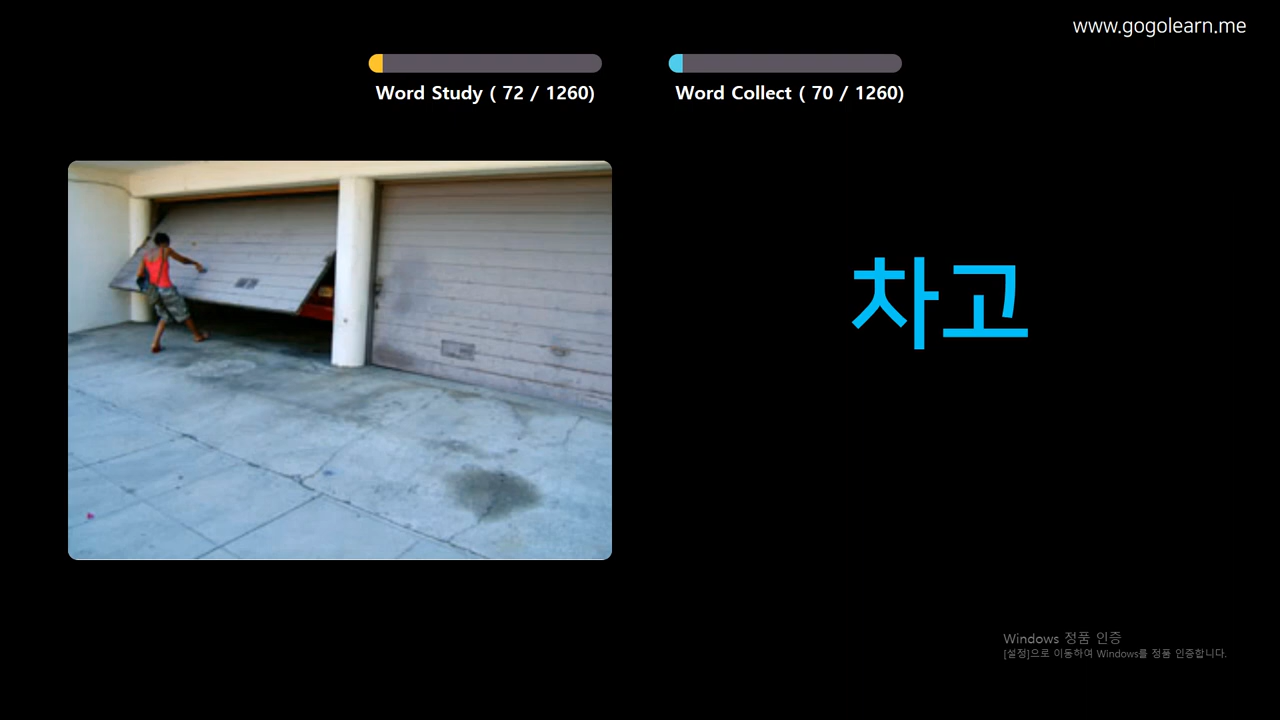 www.gogolearn.me
Word Study ( 72 / 1260)
Word Collect ( 70 / 1260)
차고
Windows 정품 인증
[설정]으로 이동하여 Windows를 정품 인증합니다.